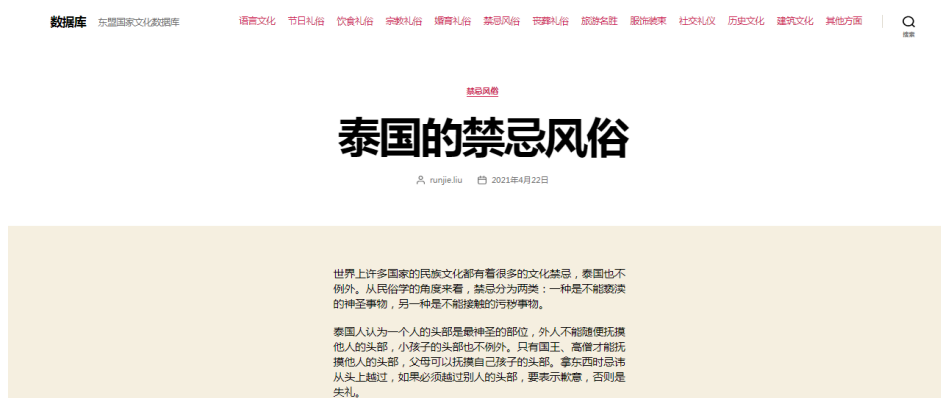 数据库 东盟国家文化数据库 语言文化 节日礼俗 饮食礼俗 宗教礼俗 婚育礼俗 禁忌风俗 丧葬礼俗 旅游名胜 服饰装束 社交礼仪 历史文化 建筑文化 其他方面
搜索
禁忌风俗
泰国的禁忌风俗
runjie.liu 2021年4月22日
世界上许多国家的民族文化都有着很多的文化禁忌，泰国也不
例外。从民俗学的角度来看，禁忌分为两类：一种是不能亵渎
的神圣事物，另一种是不能接触的污秽事物。
泰国人认为一个人的头部是最神圣的部位，外人不能随便抚摸
他人的头部，小孩子的头部也不例外。只有国王、高僧才能抚
摸他人的头部，父母可以抚摸自己孩子的头部。拿东西时忌讳
从头上越过，如果必须越过别人的头部，要表示歉意，否则是
失礼。